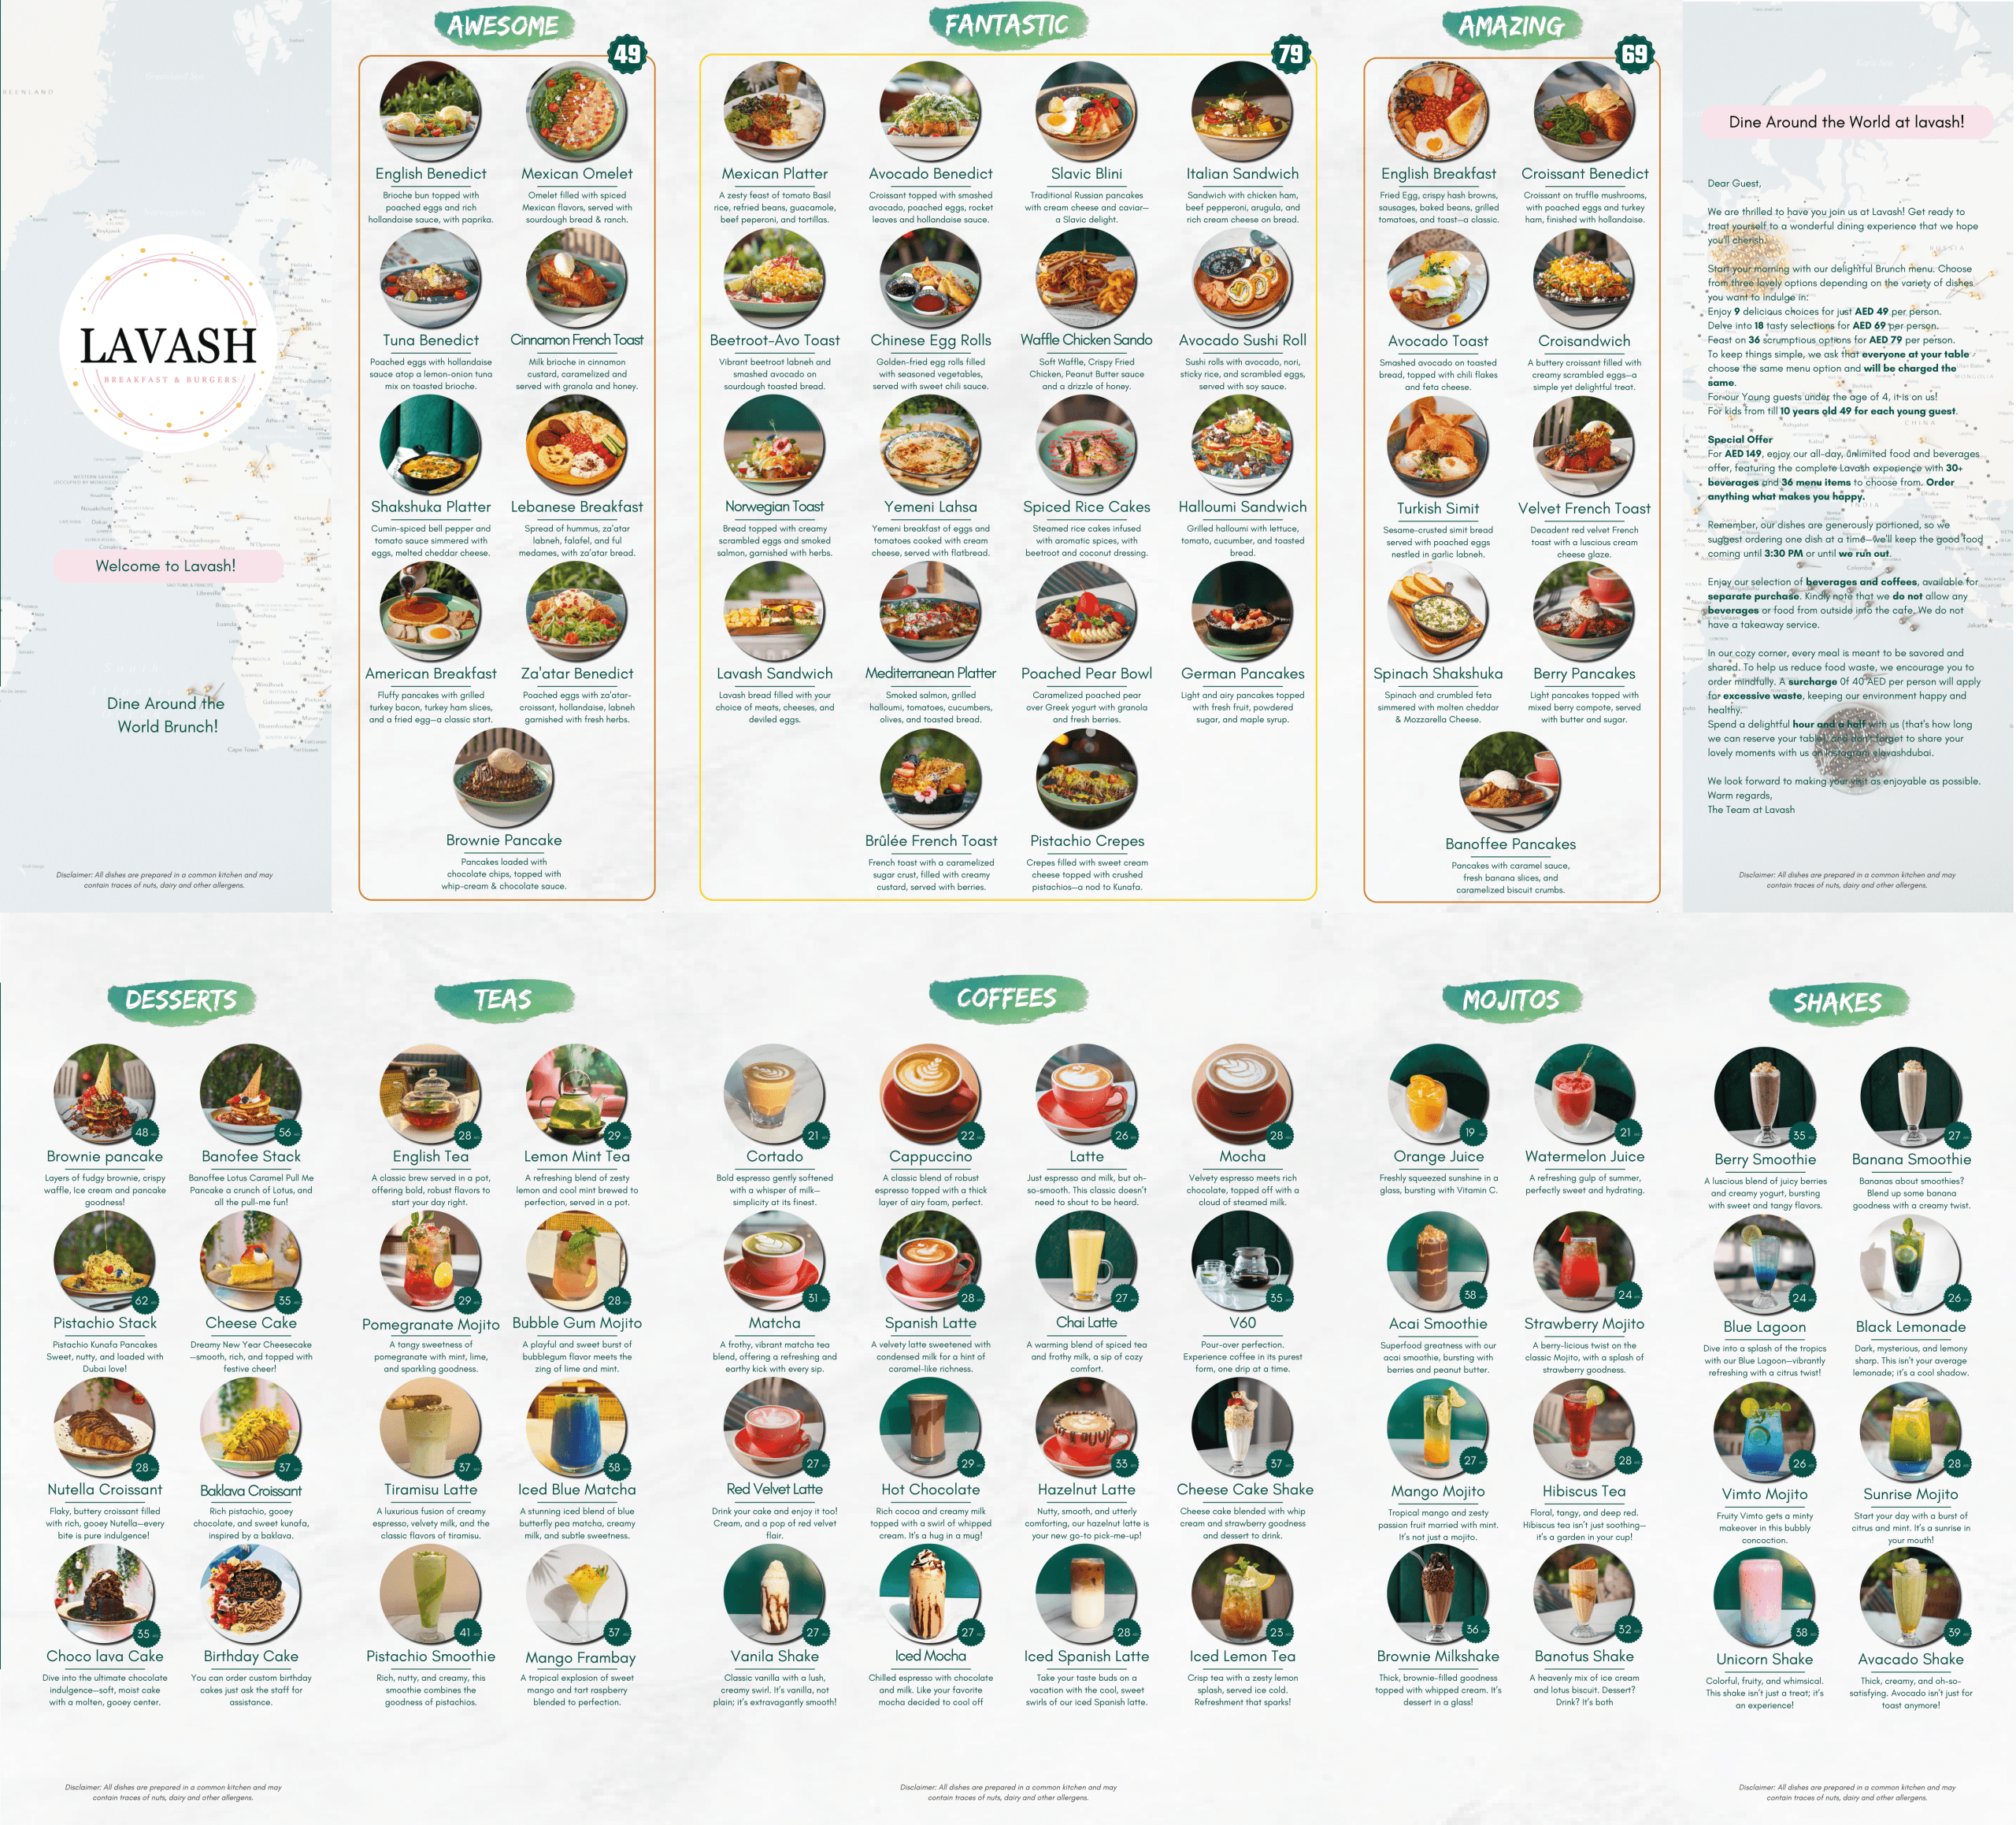 LAVASH
BREAKFAST & BURGERS
Welcome to Lavash!
Dine Around the
World Brunch!
Disclaimer: All dishes are prepared in a common kitchen and may
contain traces of nuts, dairy and other allergens.
AWESOME
49
English Benedict
Brioche bun topped with
poached eggs and rich
hollandaise sauce, with paprika.
Mexican Omelet
Omelet filled with spiced
Mexican flavors, served with
sourdough bread & ranch.
Tuna Benedict
Poached eggs with hollandaise
sauce atop a lemon-onion tuna
mix on toasted brioche.
Cinnamon French Toast
Milk brioche in cinnamon
custard, caramelized and
served with granola and honey.
Shakshuka Platter
Cumin-spiced bell pepper and
tomato sauce simmered with
eggs, melted cheddar cheese.
Lebanese Breakfast
Spread of hummus, za'atar
labneh, falafel, and ful
medames, with za'atar bread.
American Breakfast
Fluffy pancakes with grilled
turkey bacon, turkey ham slices,
and a fried egg—a classic start.
Za'atar Benedict
Poached eggs with za'atar-
croissant, hollandaise, labneh
garnished with fresh herbs.
Brownie Pancake
Pancakes loaded with
chocolate chips, topped with
whip-cream & chocolate sauce.
FANTASTIC
79
Mexican Platter
A zesty feast of tomato Basil
rice, refried beans, guacamole,
beef peperoni, and tortillas.
Avocado Benedict
Croissant topped with smashed
avocado, poached eggs, rocket
leaves and hollandaise sauce.
Slavic Blini
Traditional Russian pancakes
with cream cheese and caviar—
a Slavic delight.
Italian Sandwich
Sandwich with chicken ham,
beef pepperoni, arugula, and
rich cream cheese on bread.
Beetroot-Avo Toast
Vibrant beetroot labneh and
smashed avocado on
sourdough toasted bread.
Chinese Egg Rolls
Golden-fried egg rolls filled
with seasoned vegetables,
served with sweet chili sauce.
Waffle Chicken Sando
Soft Waffle, Crispy Fried
Chicken, Peanut Butter sauce
and a drizzle of honey.
Avocado Sushi Roll
Sushi rolls with avocado, nori,
sticky rice, and scrambled eggs,
served with soy sauce.
Norwegian Toast
Bread topped with creamy
scrambled eggs and smoked
salmon, garnished with herbs.
Yemeni Lahsa
Yemeni breakfast of eggs and
tomatoes cooked with cream
cheese, served with flatbread.
Spiced Rice Cakes
Steamed rice cakes infused
with aromatic spices, with
beetroot and coconut dressing.
Halloumi Sandwich
Grilled halloumi with lettuce,
tomato, cucumber, and toasted
bread.
Lavash Sandwich
Lavash bread filled with your
choice of meats, cheeses, and
deviled eggs.
Mediterranean Platter
Smoked salmon, grilled
halloumi, tomatoes, cucumbers,
olives, and toasted bread.
Poached Pear Bowl
Caramelized poached pear
over Greek yogurt with granola
and fresh berries.
German Pancakes
Light and airy pancakes topped
with fresh fruit, powdered
sugar, and maple syrup.
Brûlée French Toast
French toast with a caramelized
sugar crust, filled with creamy
custard, served with berries.
Pistachio Crepes
Crepes filled with sweet cream
cheese topped with crushed
pistachios—a nod to Kunafa.
AMAZING
69
English Breakfast
Fried Egg, crispy hash browns,
sausages, baked beans, grilled
tomatoes, and toast—a classic.
Croissant Benedict
Croissant on truffle mushrooms,
with poached eggs and turkey
ham, finished with hollandaise.
Avocado Toast
Smashed avocado on toasted
bread, topped with chili flakes
and feta cheese.
Croisandwich
A buttery croissant filled with
creamy scrambled eggs—a
simple yet delightful treat.
Turkish Simit
Sesame-crusted simit bread
served with poached eggs
nestled in garlic labneh.
Velvet French Toast
Decadent red velvet French
toast with a luscious cream
cheese glaze.
Spinach Shakshuka
Spinach and crumbled feta
simmered with molten cheddar
& Mozzarella Cheese.
Berry Pancakes
Light pancakes topped with
mixed berry compote, served
with butter and sugar.
Banoffee Pancakes
Pancakes with caramel sauce,
fresh banana slices, and
caramelized biscuit crumbs.
Dine Around the World at lavash!
Dear Guest,
We are thrilled to have you join us at Lavash! Get ready to
treat yourself to a wonderful dining experience that we hope
you'll cherish.
Start your morning with our delightful Brunch menu. Choose
from three lovely options depending on the variety of dishes
you want to indulge in:
Enjoy 9 delicious choices for just AED 49 per person.
Delve into 18 tasty selections for AED 69 per person.
Feast on 36 scrumptious options for AED 79 per person.
To keep things simple, we ask that everyone at your table
choose the same menu option and will be charged the
same.
For our Young guests under the age of 4, it is on us!
For kids from till 10 years old 49 for each young guest.
Special Offer
For AED 149, enjoy our all-day, unlimited food and beverages
offer, featuring the complete Lavash experience with 30+
beverages and 36 menu items to choose from. Order
anything what makes you happy.
Remember, our dishes are generously portioned, so we
suggest ordering one dish at a time—we'll keep the good food
coming until 3:30 PM or until we run out.
Enjoy our selection of beverages and coffees, available for
separate purchase. Kindly note that we do not allow any
beverages or food from outside into the cafe. We do not
have a takeaway service.
In our cozy corner, every meal is meant to be savored and
shared. To help us reduce food waste, we encourage you to
order mindfully. A surcharge Of 40 AED per person will apply
for excessive waste, keeping our environment happy and
healthy.
Spend a delightful hour and a half with us (that's how long
we can reserve your table), and don't forget to share your
lovely moments with us on Instagram @lavashdubai.
We look forward to making your visit as enjoyable as possible.
Warm regards,
The Team at Lavash
Disclaimer: All dishes are prepared in a common kitchen and may
contain traces of nuts, dairy and other allergens.
DESSERTS
48
Brownie pancake
Layers of fudgy brownie, crispy
waffle, Ice cream and pancake
goodness!
56
Banofee Stack
Banoffee Lotus Caramel Pull Me
Pancake a crunch of Lotus, and
all the pull-me fun!
62
Pistachio Stack
Pistachio Kunafa Pancakes
Sweet, nutty, and loaded with
Dubai love!
35
Cheese Cake
Dreamy New Year Cheesecake
—smooth, rich, and topped with
festive cheer!
28
Nutella Croissant
Flaky, buttery croissant filled
with rich, gooey Nutella—every
bite is pure indulgence!
37
Baklava Croissant
Rich pistachio, gooey
chocolate, and sweet kunafa,
inspired by a baklava.
35
Choco lava Cake
Dive into the ultimate chocolate
indulgence—soft, moist cake
with a molten, gooey center.
Birthday Cake
You can order custom birthday
cakes just ask the staff for
assistance.
Disclaimer: All dishes are prepared in a common kitchen and may
contain traces of nuts, dairy and other allergens.
TEAS
28
English Tea
A classic brew served in a pot,
offering bold, robust flavors to
start your day right.
29
Lemon Mint Tea
A refreshing blend of zesty
lemon and cool mint brewed to
perfection, served in a pot.
29
Pomegranate Mojito
A tangy sweetness of
pomegranate with mint, lime,
and sparkling goodness.
28
Bubble Gum Mojito
A playful and sweet burst of
bubblegum flavor meets the
zing of lime and mint.
37
Tiramisu Latte
A luxurious fusion of creamy
espresso, velvety milk, and the
classic flavors of tiramisu.
38
Iced Blue Matcha
A stunning iced blend of blue
butterfly pea matcha, creamy
milk, and subtle sweetness.
41
Pistachio Smoothie
Rich, nutty, and creamy, this
smoothie combines the
goodness of pistachios.
37
Mango Frambay
A tropical explosion of sweet
mango and tart raspberry
blended to perfection.
COFFEES
21
Cortado
Bold espresso gently softened
with a whisper of milk—
simplicity at its finest.
22
Cappuccino
A classic blend of robust
espresso topped with a thick
layer of airy foam, perfect.
26
Latte
Just espresso and milk, but oh-
so-smooth. This classic doesn't
need to shout to be heard.
28
Mocha
Velvety espresso meets rich
chocolate, topped off with a
cloud of steamed milk.
31
Matcha
A frothy, vibrant matcha tea
blend, offering a refreshing and
earthy kick with every sip.
28
Spanish Latte
A velvety latte sweetened with
condensed milk for a hint of
caramel-like richness.
27
Chai Latte
A warming blend of spiced tea
and frothy milk, a sip of cozy
comfort.
35
V60
Pour-over perfection.
Experience coffee in its purest
form, one drip at a time.
27
Red Velvet Latte
Drink your cake and enjoy it too!
Cream, and a pop of red velvet
flair.
29
Hot Chocolate
Rich cocoa and creamy milk
topped with a swirl of whipped
cream. It's a hug in a mug!
33
Hazelnut Latte
Nutty, smooth, and utterly
comforting, our hazelnut latte is
your new go-to pick-me-up!
37
Cheese Cake Shake
Cheese cake blended with whip
cream and strawberry goodness
and dessert to drink.
27
Vanila Shake
Classic vanilla with a lush,
creamy swirl. It's vanilla, not
plain; it's extravagantly smooth!
27
Iced Mocha
Chilled espresso with chocolate
and milk. Like your favorite
mocha decided to cool off
28
Iced Spanish Latte
Take your taste buds on a
vacation with the cool, sweet
swirls of our iced Spanish latte.
23
Iced Lemon Tea
Crisp tea with a zesty lemon
splash, served ice cold.
Refreshment that sparks!
Disclaimer: All dishes are prepared in a common kitchen and may
contain traces of nuts, dairy and other allergens.
MOJITOS
19
Orange Juice
Freshly squeezed sunshine in a
glass, bursting with Vitamin C.
21
Watermelon Juice
A refreshing gulp of summer,
perfectly sweet and hydrating.
38
Acai Smoothie
Superfood greatness with our
acai smoothie, bursting with
berries and peanut butter.
24
Strawberry Mojito
A berry-licious twist on the
classic Mojito, with a splash of
strawberry goodness.
27
Mango Mojito
Tropical mango and zesty
passion fruit married with mint.
It's not just a mojito.
28
Hibiscus Tea
Floral, tangy, and deep red.
Hibiscus tea isn't just soothing—
it's a garden in your cup!
36
Brownie Milkshake
Thick, brownie-filled goodness
topped with whipped cream. It's
dessert in a glass!
32
Banotus Shake
A heavenly mix of ice cream
and lotus biscuit. Dessert?
Drink? It's both
SHAKES
35
Berry Smoothie
A luscious blend of juicy berries
and creamy yogurt, bursting
with sweet and tangy flavors.
27
Banana Smoothie
Bananas about smoothies?
Blend up some banana
goodness with a creamy twist.
24
Blue Lagoon
Dive into a splash of the tropics
with our Blue Lagoon—vibrantly
refreshing with a citrus twist!
26
Black Lemonade
Dark, mysterious, and lemony
sharp. This isn't your average
lemonade; it's a cool shadow.
26
Vimto Mojito
Fruity Vimto gets a minty
makeover in this bubbly
concoction.
28
Sunrise Mojito
Start your day with a burst of
citrus and mint. It's a sunrise in
your mouth!
38
Unicorn Shake
Colorful, fruity, and whimsical.
This shake isn't just a treat; it's
an experience!
39
Avacado Shake
Thick, creamy, and oh-so-
satisfying. Avocado isn't just for
toast anymore!
Disclaimer: All dishes are prepared in a common kitchen and may
contain traces of nuts, dairy and other allergens.